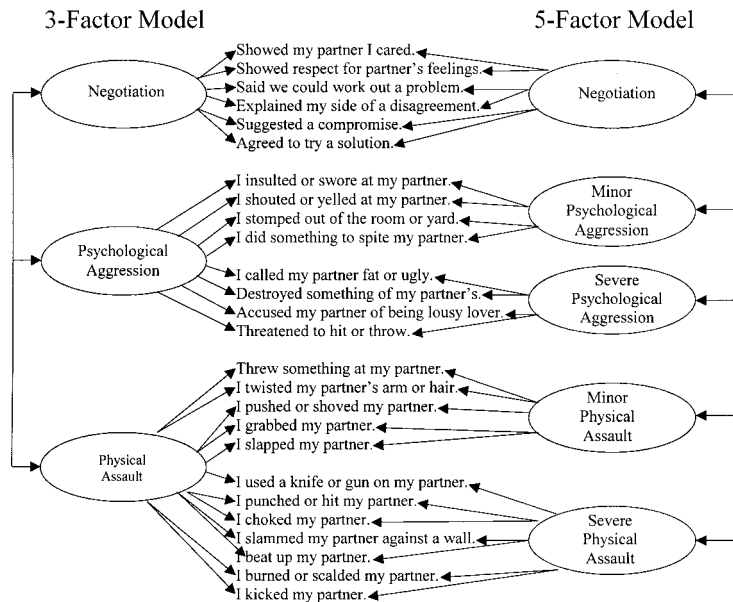 3-Factor Model
5-Factor Model
Negotiation
Showed my partner I cared.
Showed respect for partner's feelings.
Said we could work out a problem.
Explained my side of a disagreement.
Suggested a compromise.
Agreed to try a solution.
Negotiation
Psychological
Aggression
I insulted or swore at my partner.
I shouted or yelled at my partner.
I stomped out of the room or yard.
I did something to spite my partner.
Minor
Psychological
Aggression
I called my partner fat or ugly.
Destroyed something of my partner's.
Accused my partner of being lousy lover.
Threatened to hit or throw.
Severe
Psychological
Aggression
Physical
Assault
Threw something at my partner.
I twisted my partner's arm or hair.
I pushed or shoved my partner.
I grabbed my partner.
I slapped my partner.
Minor
Physical
Assault
I used a knife or gun on my partner.
I punched or hit my partner.
I choked my partner.
I slammed my partner against a wall.
I beat up my partner.
I burned or scalded my partner.
I kicked my partner.
Severe
Physical
Assault